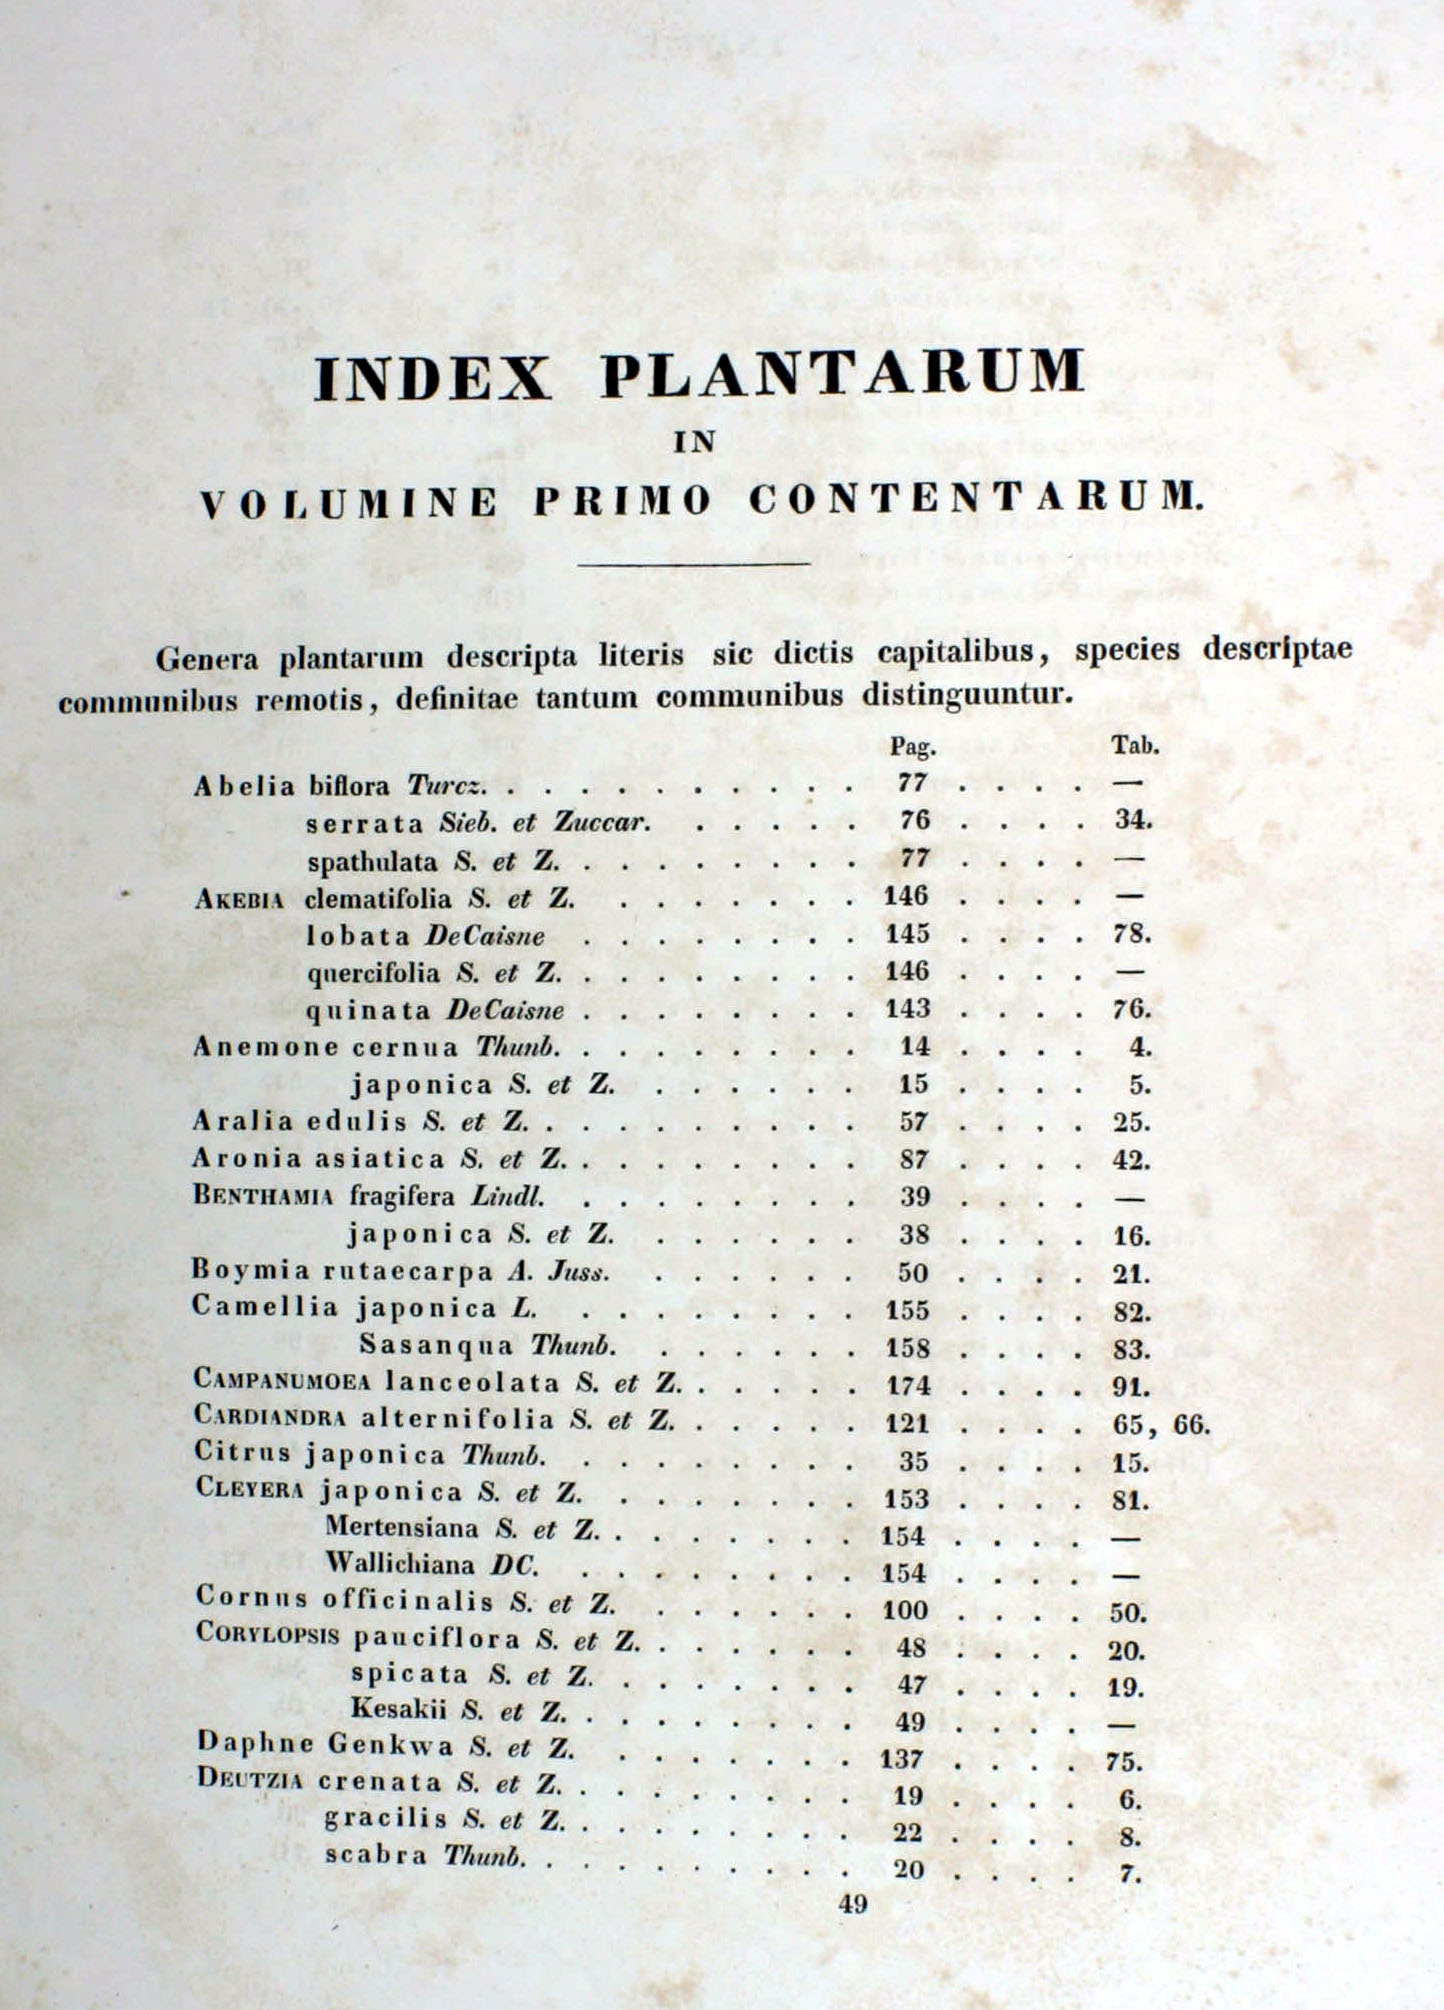 INDEX PLANTARUM
IN
VOLUMINE PRIMO CONTENTARUM.
Genera plantarum descripta literis sic dictis capitalibus, species descriptae
communibus remotis, definitae tantum communibus distinguuntur.
Pag. Tab.
Abelia biflora Turcz. . . . . . . . . . . 77 . . . . —
serrata Sieb. et Zuccar. . . . . . 76 . . . . 34.
spathulata S. et Z. . . . . . . . . 77 . . . . —
AKEBIA clematifolia S. et Z. . . . . . . . 146 . . . . —
lobata DeCaisne . . . . . . . . 145 . . . . 78.
quercifolia S. et Z. . . . . . . . . 146 . . . . —
quinata DeCaisne . . . . . . . . 143 . . . . 76.
Anemone cernua Thunb. . . . . . . . . 14 . . . . 4.
japonica S. et Z. . . . . . . 15 . . . . 5.
Aralia edulis S. et Z. . . . . . . . . . 57 . . . . 25.
Aronia asiatica S. et Z. . . . . . . . . 87 . . . . 42.
BENTHAMIA fragifera Lindl. . . . . . . . . 39 . . . . —
japonica S. et Z. . . . . . . 38 . . . . 16.
Boymia rutaecarpa A. Juss. . . . . . . 50 . . . . 21.
Camellia japonica L. . . . . . . . . 155 . . . . 82.
Sasanqua Thunb. . . . . . . 158 . . . . 83.
CAMPANUMOEA lanceolata S. et Z. . . . . . 174 . . . . 91.
CARDIANDRA alternifolia S. et Z. . . . . . 121 . . . . 65, 66.
Citrus japonica Thunb. . . . . . . . . 35 . . . . 15.
CLEYERA japonica S. et Z. . . . . . . . 153 . . . . 81.
Mertensiana S. et Z. . . . . . . . 154 . . . . —
Wallichiana DC. . . . . . . . . 154 . . . . —
Cornus officinalis S. et Z. . . . . . . 100 . . . . 50.
CORYLOPSIS pauciflora S. et Z. . . . . . . 48 . . . . 20.
spicata S. et Z. . . . . . . . 47 . . . . 19.
Kesakii S. et Z. . . . . . . . . 49 . . . . —
Daphne Genkwa S. et Z. . . . . . . . 137 . . . . 75.
DEUTZIA crenata S. et Z. . . . . . . . . 19 . . . . 6.
gracilis S. et Z. . . . . . . . . 22 . . . . 8.
scabra Thunb. . . . . . . . . . 20 . . . . 7.
49